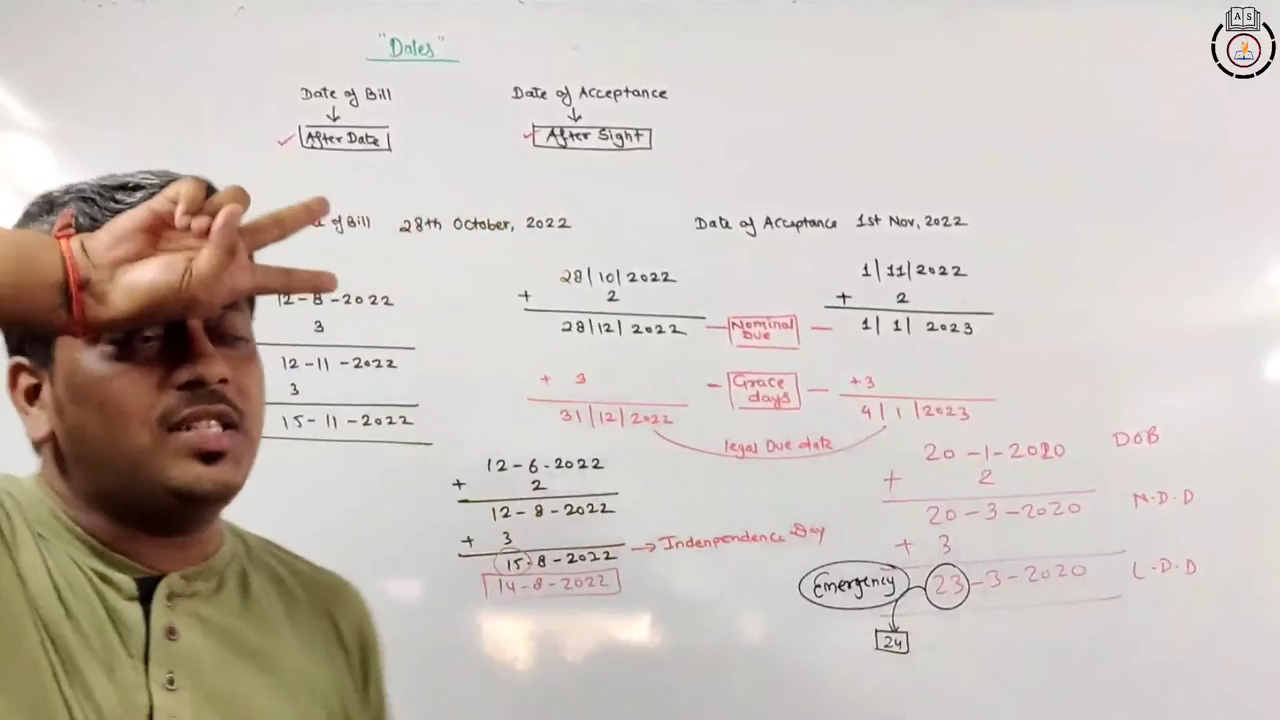 "Dates"
Date of Bill
After Date
Date of Acceptance
After Sight
of Bill 28th October, 2022
Date of Acceptance 1st Nov, 2022
12-8-2022
3
12-11-2022
3
15-11-2022
28|10|2022
+ 2
28|12|2022
+ 3
31|12|2022
Nominal
Due
Grace
days
legal Due date
1|11|2022
+ 2
1|1|2023
+3
4|1|2023
12-6-2022
+ 2
12-8-2022
+ 3
15-8-2022
Indenpendence Day
14-8-2022
20-1-2020 DOB
+ 2
20-3-2020 N.D.D
+ 3
Emergency 23-3-2020 L.D.D
24
AS